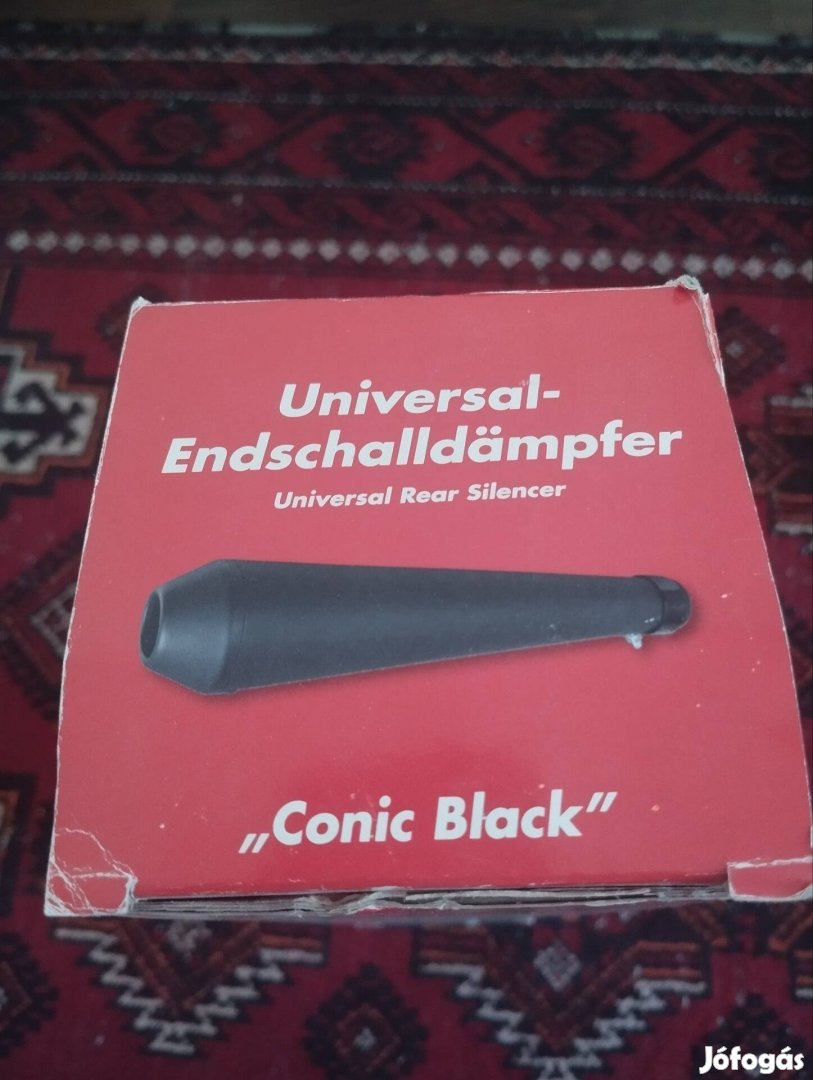 Universal-
Endschalldämpfer
Universal Rear Silencer
„Conic Black”
Jófogás